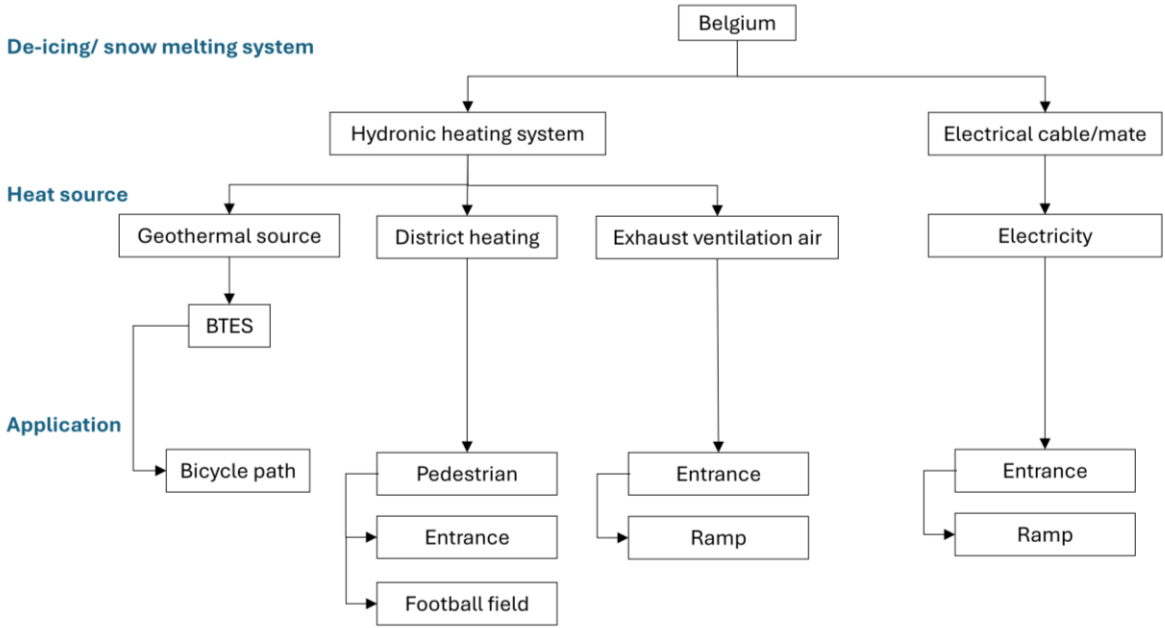 Belgium
De-icing/ snow melting system
Hydronic heating system
Electrical cable/mate
Heat source
Geothermal source
District heating
Exhaust ventilation air
Electricity
BTES
Application
Bicycle path
Pedestrian
Entrance
Entrance
Entrance
Ramp
Ramp
Football field